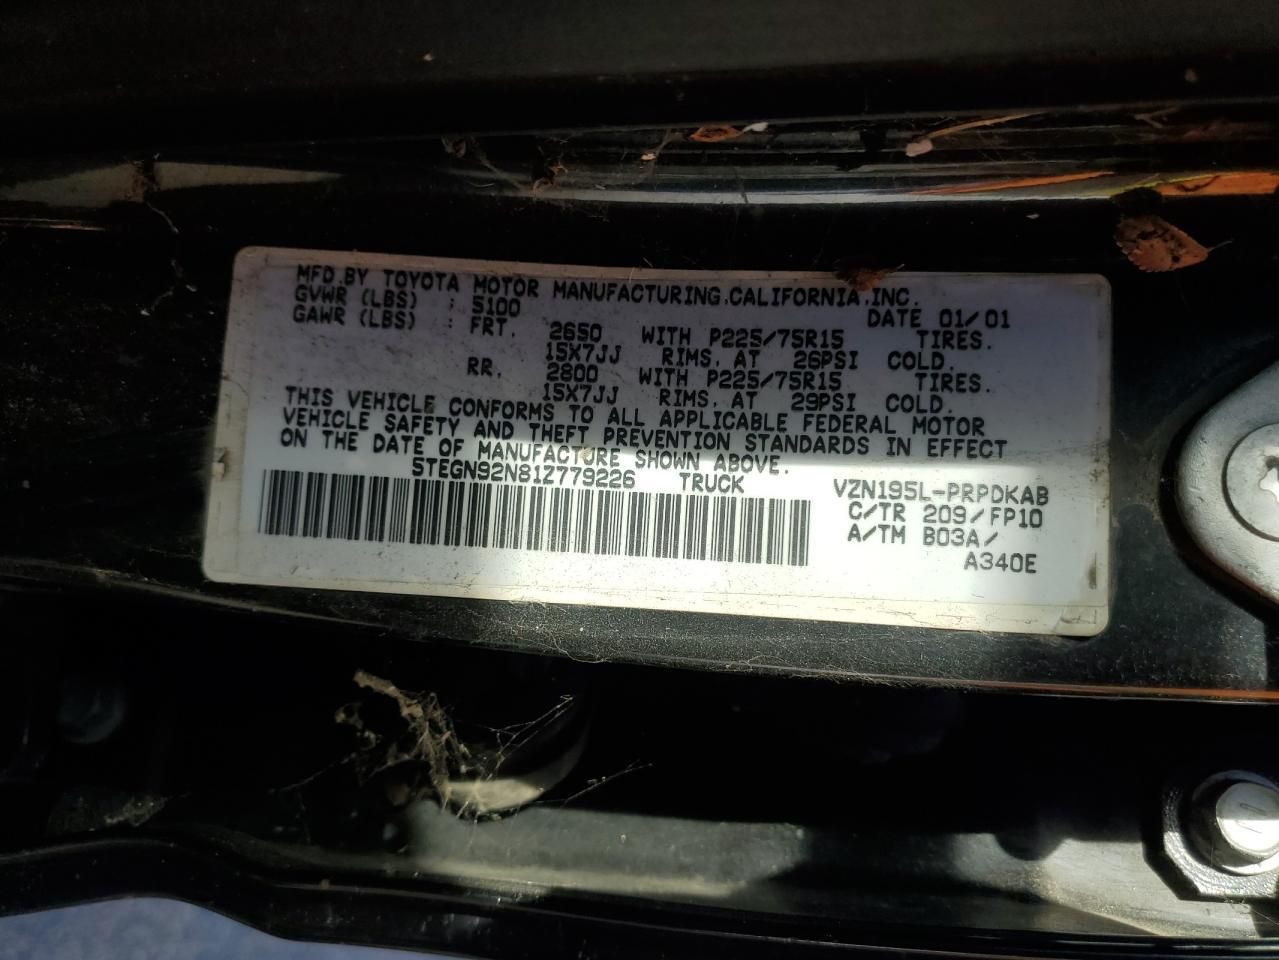 MFD.BY TOYOTA MOTOR MANUFACTURING,CALIFORNIA,INC.
GVWR (LBS) : 5100 DATE 01/01
GAWR (LBS) : FRT. 2650 WITH P225/75R15 TIRES.
15X7JJ RIMS, AT 26PSI COLD.
RR. 2800 WITH P225/75R15 TIRES.
15X7JJ RIMS, AT 29PSI COLD.
THIS VEHICLE CONFORMS TO ALL APPLICABLE FEDERAL MOTOR
VEHICLE SAFETY AND THEFT PREVENTION STANDARDS IN EFFECT
ON THE DATE OF MANUFACTURE SHOWN ABOVE.
5TEGN92N81Z779226 TRUCK
VZN195L-PRPDKAB
C/TR 209/FP10
A/TM B03A/
A340E